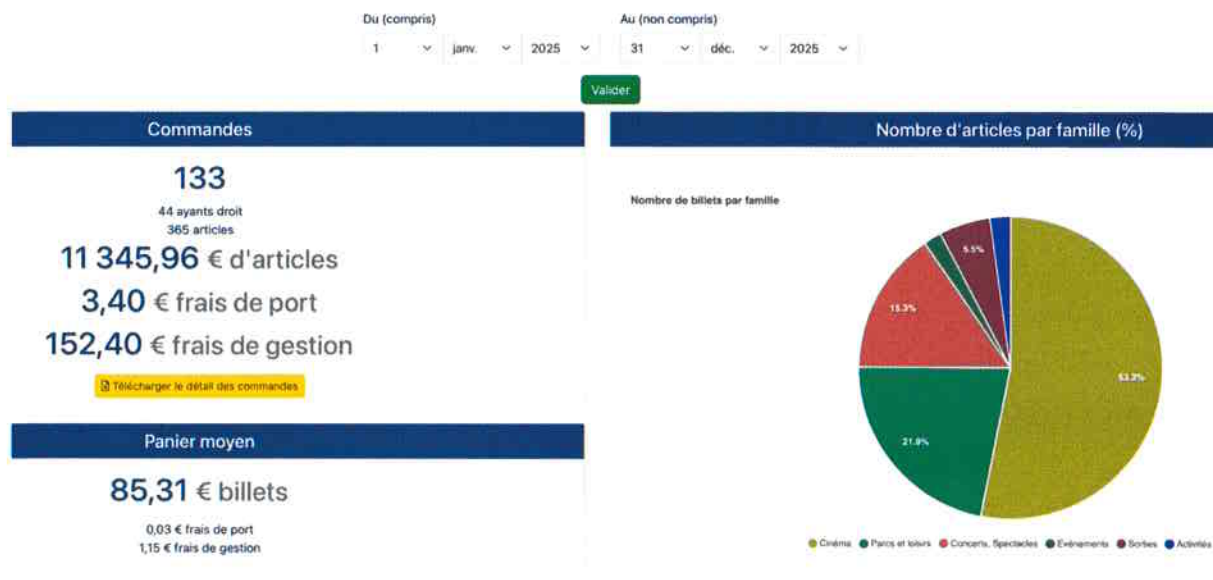 Du (compris)
Au (non compris)
1 janv. 2025
31 déc. 2025
Valider
Commandes
133
44 ayants droit
365 articles
11 345,96 € d'articles
3,40 € frais de port
152,40 € frais de gestion
Télécharger le détail des commandes
Panier moyen
85,31 € billets
0,03 € frais de port
1,15 € frais de gestion
Nombre d'articles par famille (%)
Nombre de billets par famille
5.5%
15.3%
53.2%
21.9%
Cinéma Parcs et loisirs Concerts, Spectacles Evénements Sorties Activités